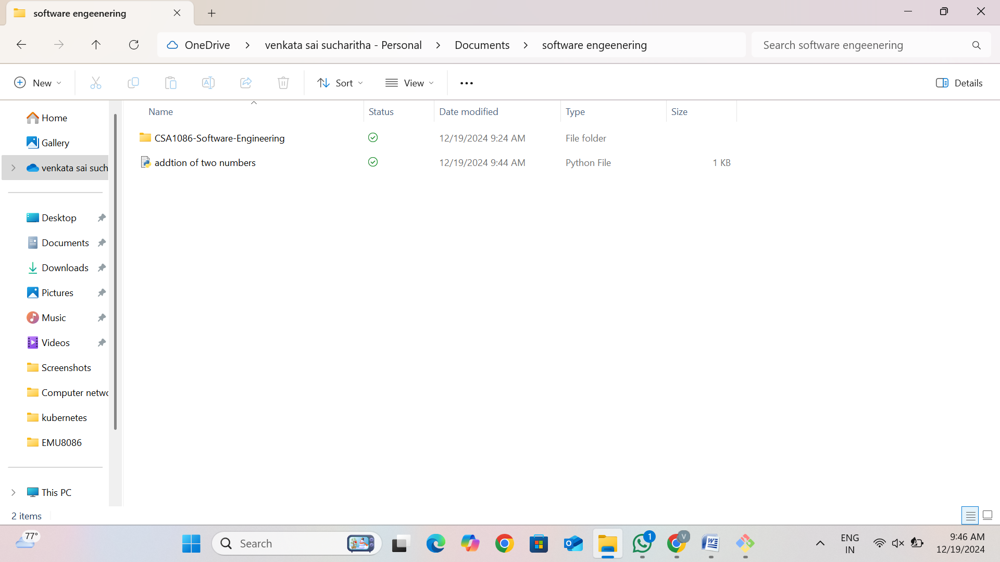 software engeenering
OneDrive > venkata sai sucharitha - Personal > Documents > software engeenering
Search software engeenering
New
Sort
View
Details
Name Status Date modified Type Size
CSA1086-Software-Engineering 12/19/2024 9:24 AM File folder
addtion of two numbers 12/19/2024 9:44 AM Python File 1 KB
Home
Gallery
venkata sai such
Desktop
Documents
Downloads
Pictures
Music
Videos
Screenshots
Computer netwo
kubernetes
EMU8086
This PC
2 items
77°
Search
1
V
ENG
IN
9:46 AM
12/19/2024